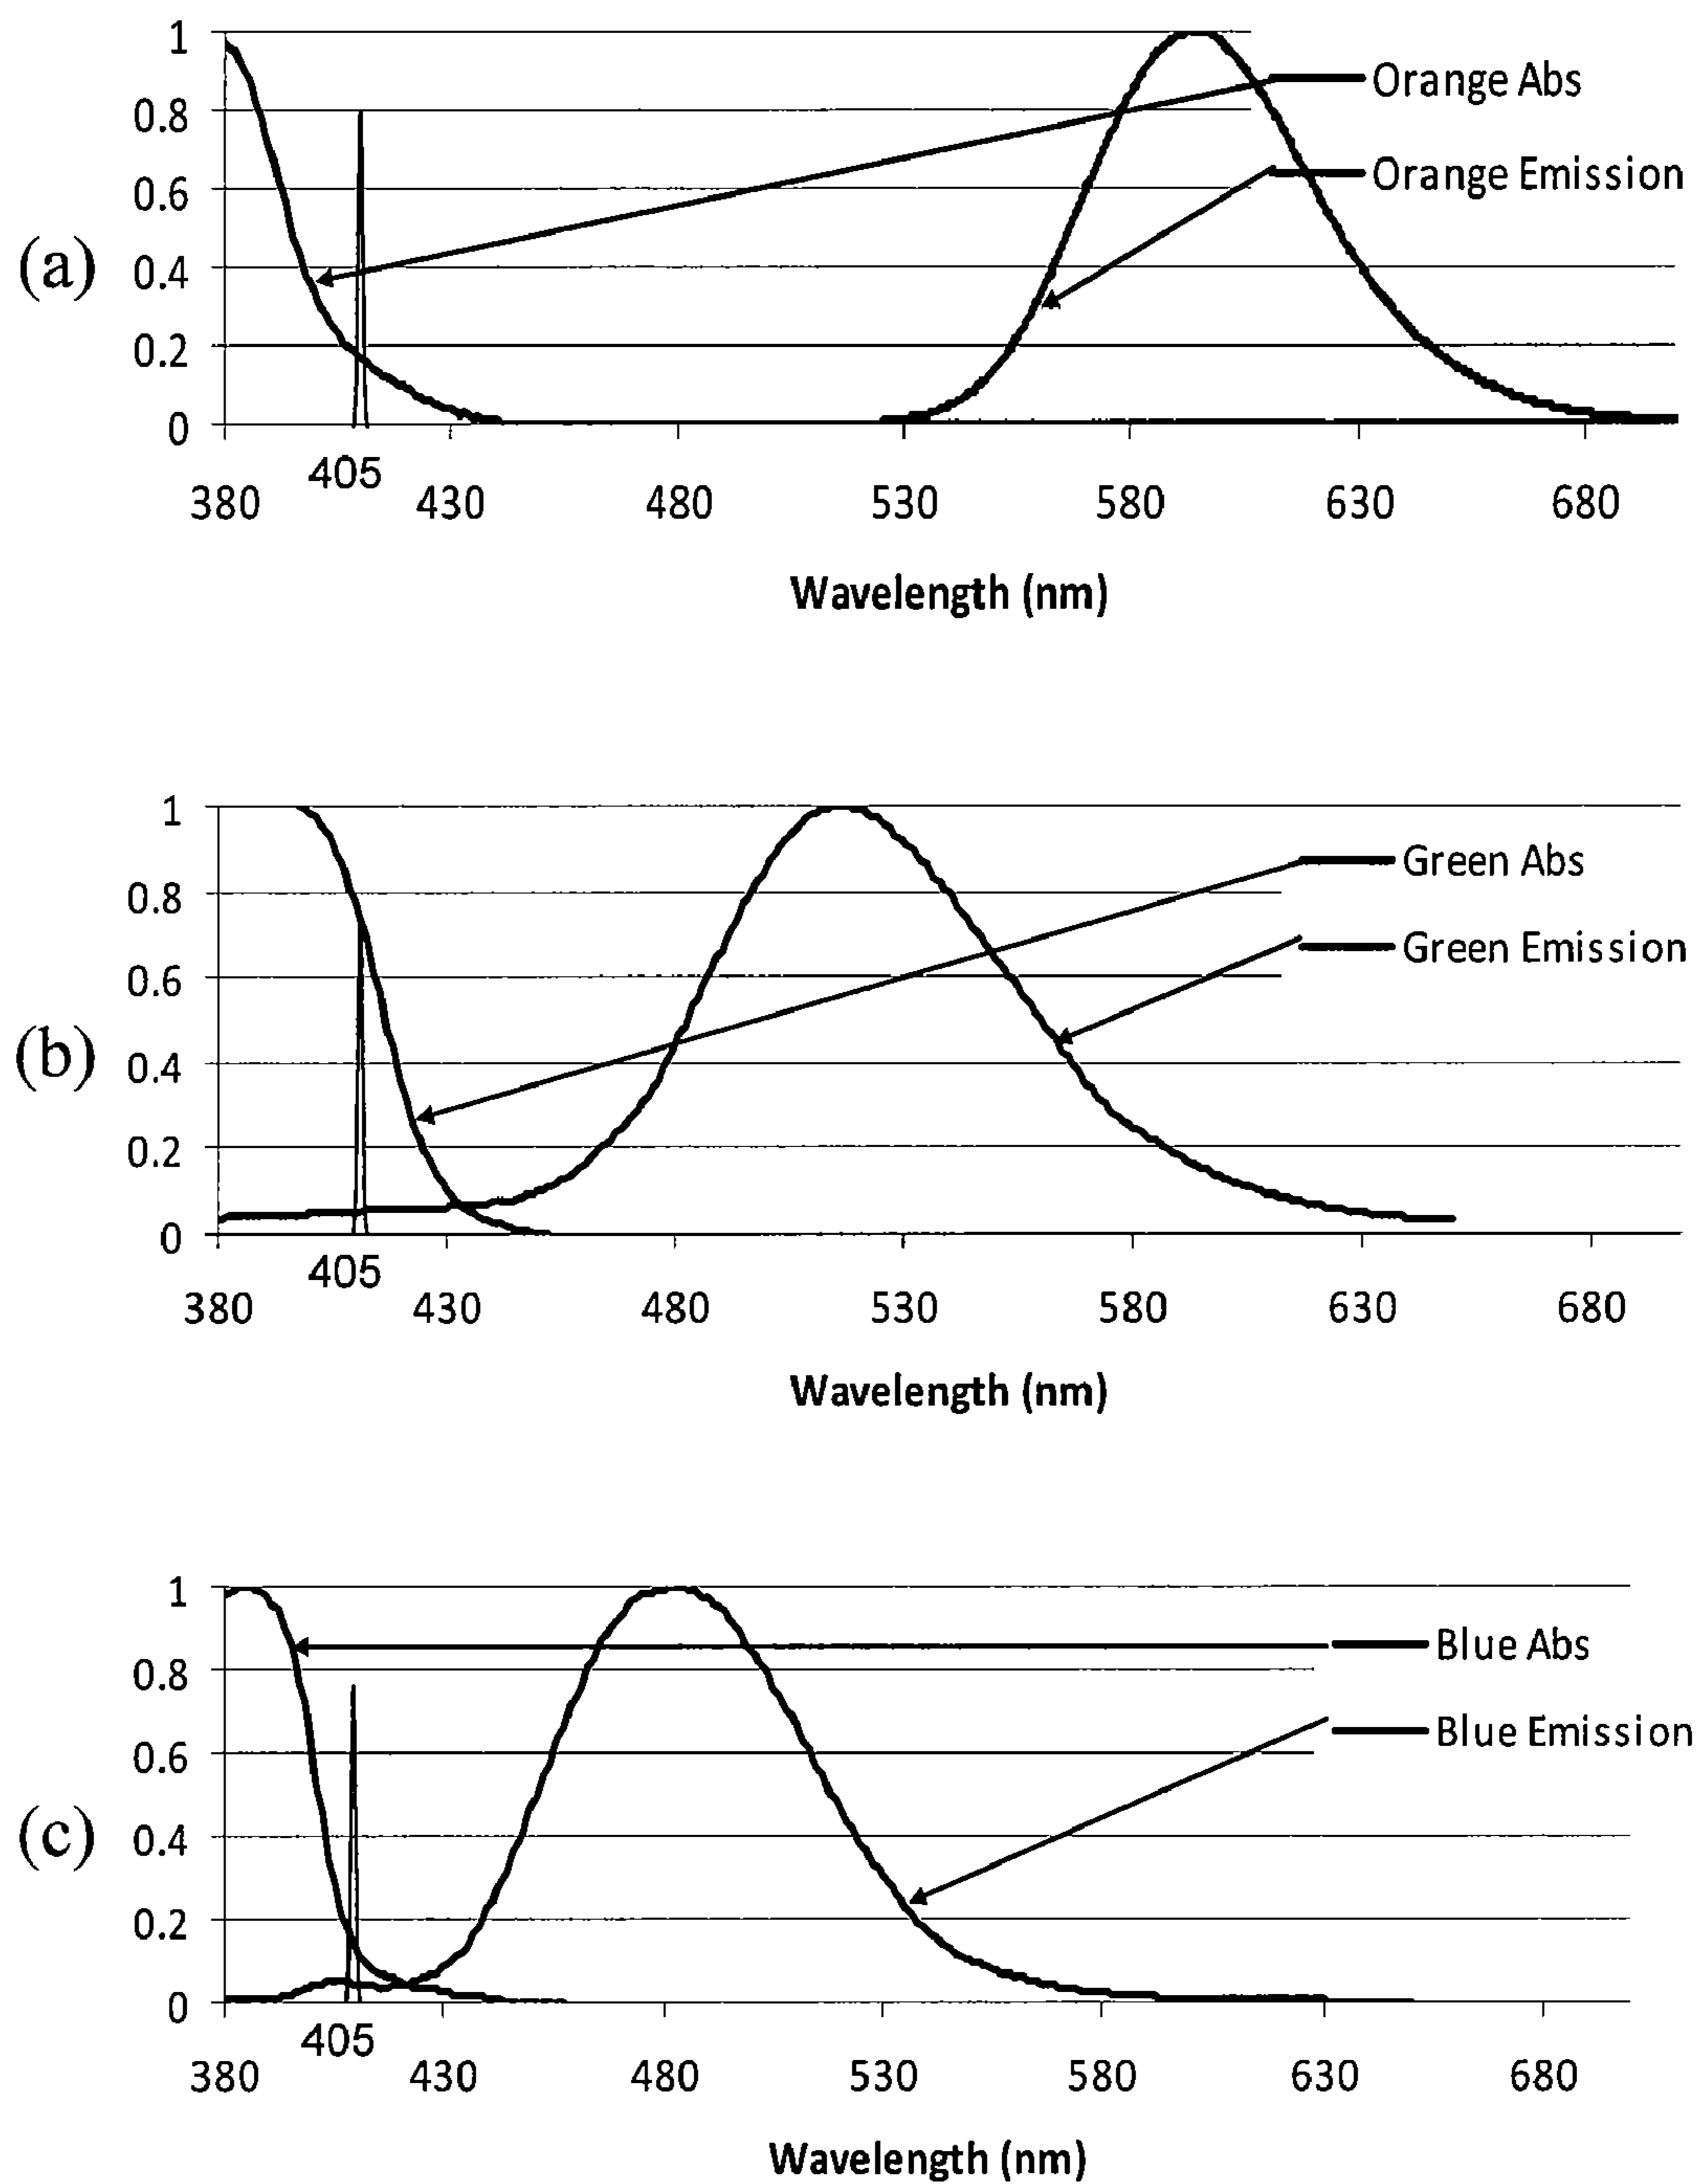 1
Orange Abs
0.8
Orange Emission
0.6
(a)
0.4
0.2
0
405
380 430 480 530 580 630 680
Wavelength (nm)
1
Green Abs
0.8
Green Emission
0.6
(b)
0.4
0.2
0
405
380 430 480 530 580 630 680
Wavelength (nm)
1
Blue Abs
0.8
Blue Emission
0.6
(c)
0.4
0.2
0
405
380 430 480 530 580 630 680
Wavelength (nm)